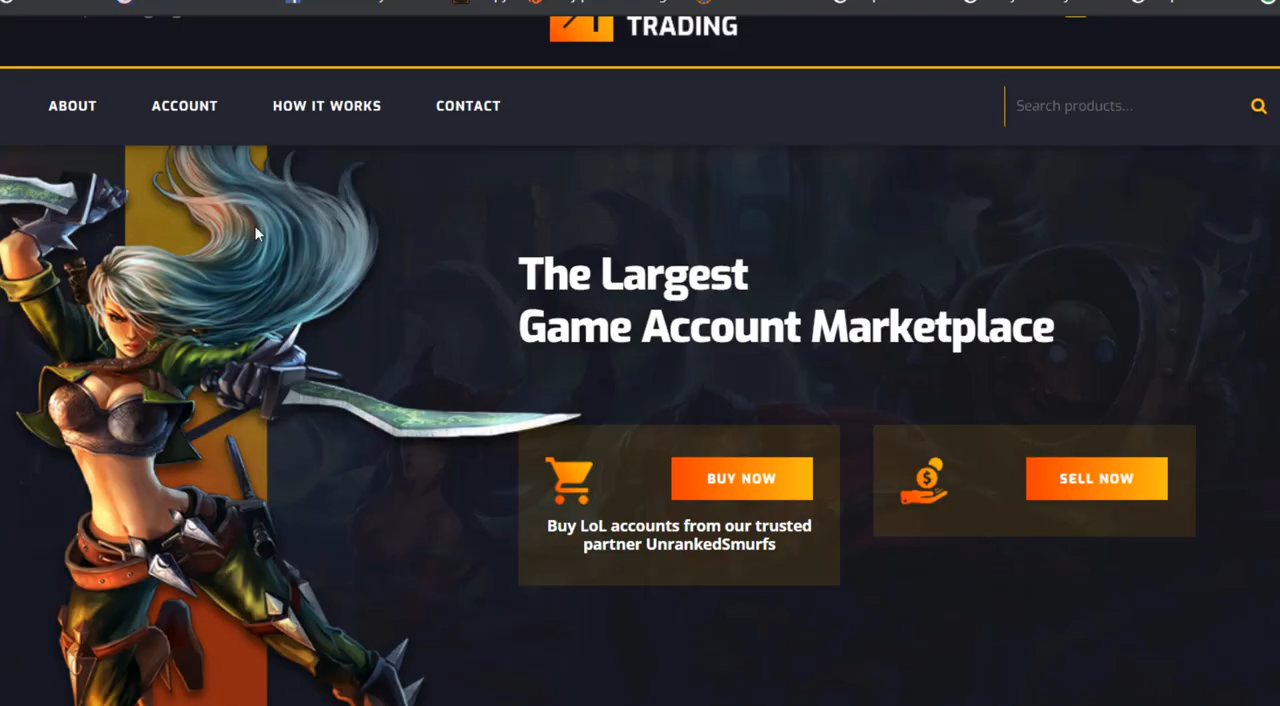 TRADING
ABOUT
ACCOUNT
HOW IT WORKS
CONTACT
Search products...
The Largest
Game Account Marketplace
BUY NOW
Buy LoL accounts from our trusted
partner UnrankedSmurfs
SELL NOW